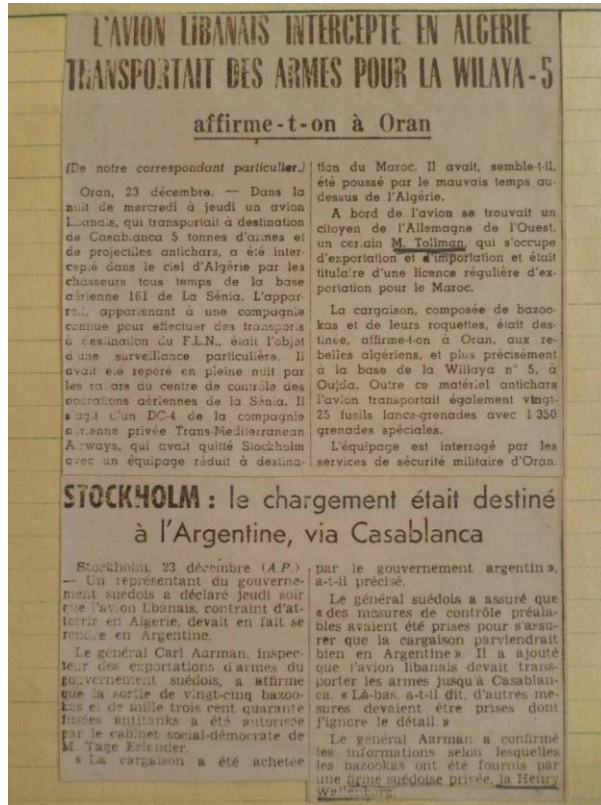 L'AVION LIBANAIS INTERCEPTE EN ALGERIE
TRANSPORTAIT DES ARMES POUR LA WILAYA-5
affirme-t-on à Oran
(De notre correspondant particulier.)
Oran, 23 décembre. — Dans la
nuit de mercredi à jeudi un avion
libanais, qui transportait à destination
de Casablanca 5 tonnes d'armes et
de projectiles antichars, a été inter-
cepté dans le ciel d'Algérie par les
chasseurs tous temps de la base
aérienne 161 de La Sénia. L'appa-
reil, appartenant à une compagnie
connue pour effectuer des transports
à destination du F.L.N., était l'objet
d'une surveillance particulière. Il
avait été repéré en pleine nuit par
les radars au centre de contrôle des
opérations aériennes de la Sénia. Il
s'agit d'un DC-4 de la compagnie
aérienne privée Trans-Mediterranean
Airways, qui avait quitté Stockholm
avec un équipage réduit à destina-
tion du Maroc. Il avait, semble-t-il,
été poussé par le mauvais temps au-
dessus de l'Algérie.
A bord de l'avion se trouvait un
citoyen de l'Allemagne de l'Ouest,
un certain M. Tollman, qui s'occupe
d'exportation et d'importation et était
titulaire d'une licence régulière d'ex-
portation pour le Maroc.
La cargaison, composée de bazoo-
kas et de leurs roquettes, était des-
tinée, affirme-t-on à Oran, aux re-
belles algériens, et plus précisément
à la base de la Willaya n° 5, à
Oujda. Outre ce matériel antichars
l'avion transportait également vingt-
25 fusils lance-grenades avec 1 350
grenades spéciales.
L'équipage est interrogé par les
services de sécurité militaire d'Oran.
STOCKHOLM : le chargement était destiné
à l'Argentine, via Casablanca
Stockholm, 23 décembre (A.P.)
— Un représentant du gouverne-
ment suédois a déclaré jeudi soir
que l'avion libanais, contraint d'at-
terrir en Algérie, devait en fait se
rendre en Argentine.
Le général Carl Aarman, inspec-
teur des exportations d'armes du
gouvernement suédois, a affirmé
que la sortie de vingt-cinq bazoo-
kas et de mille trois cent quarante
fusées antitanks a été autorisée
par le cabinet social-démocrate de
M. Tage Erlander.
« La cargaison a été achetée
par le gouvernement argentin »,
a-t-il précisé.
Le général suédois a assuré que
« des mesures de contrôle préala-
bles avaient été prises pour s'assu-
rer que la cargaison parviendrait
bien en Argentine ». Il a ajouté
que l'avion libanais devait trans-
porter les armes jusqu'à Casablan-
ca. « Là-bas, a-t-il dit, d'autres me-
sures devaient être prises dont
j'ignore le détail. »
Le général Aarman a confirmé
les informations selon lesquelles
les bazookas ont été fournis par
une firme suédoise privée, la Henry